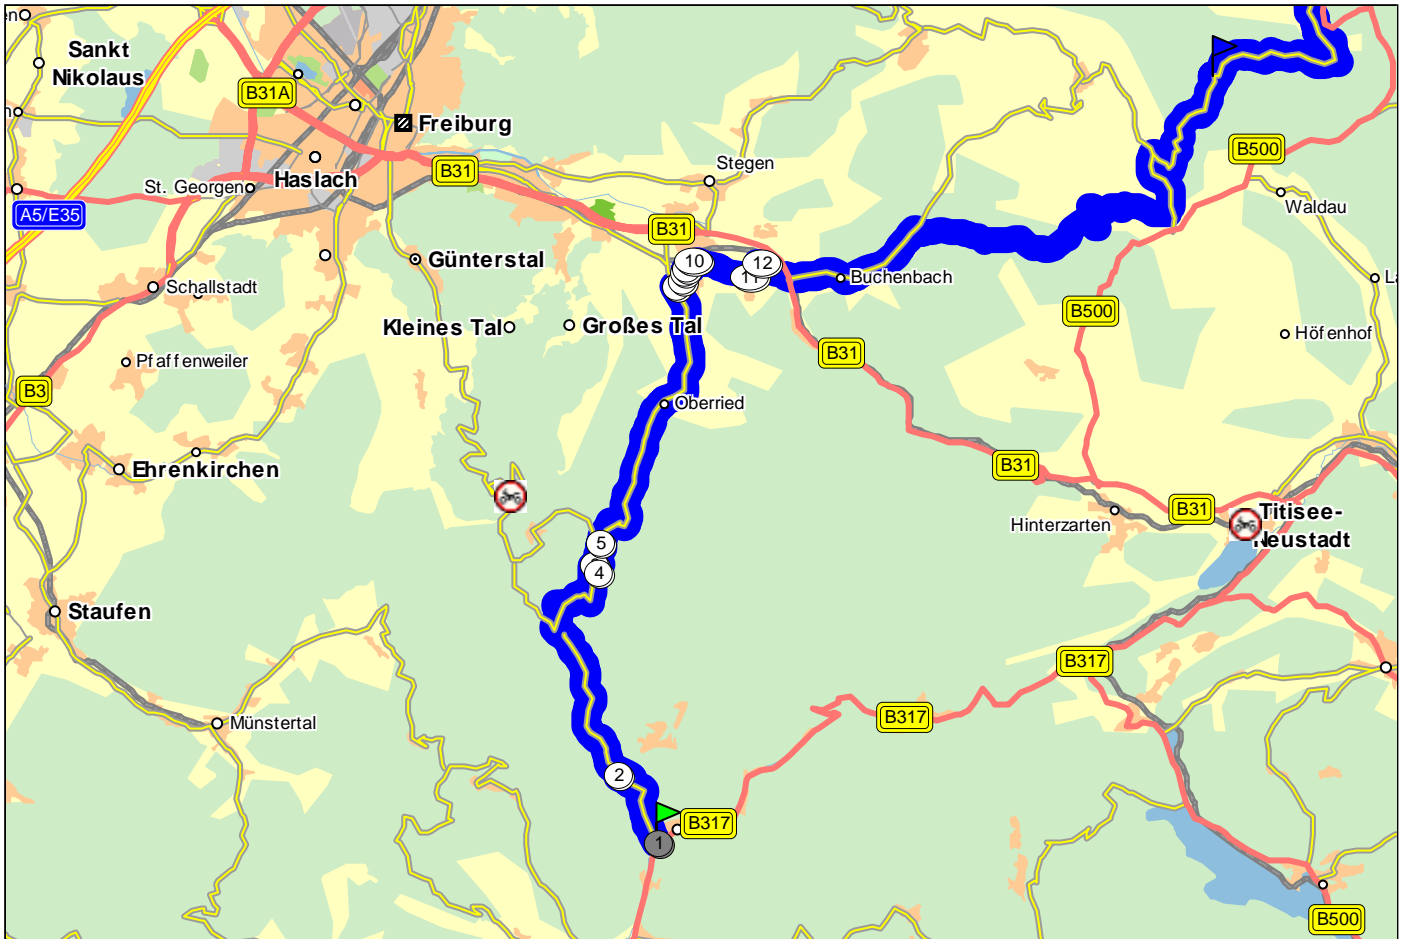 en
Sankt
Nikolaus
B31A
Freiburg
B31
Stegen
B500
Haslach
St. Georgen
A5/E35
Waldau
B31
Günterstal
10
12
11
Buchenbach
Schallstadt
B500
Kleines Tal
Großes Tal
Höfenhof
Pfaffenweiler
B31
B3
Oberried
Ehrenkirchen
B31
B31
Titisee-
Neustadt
Hinterzarten
5
4
Staufen
B317
B317
Münstertal
2
B317
1
B500